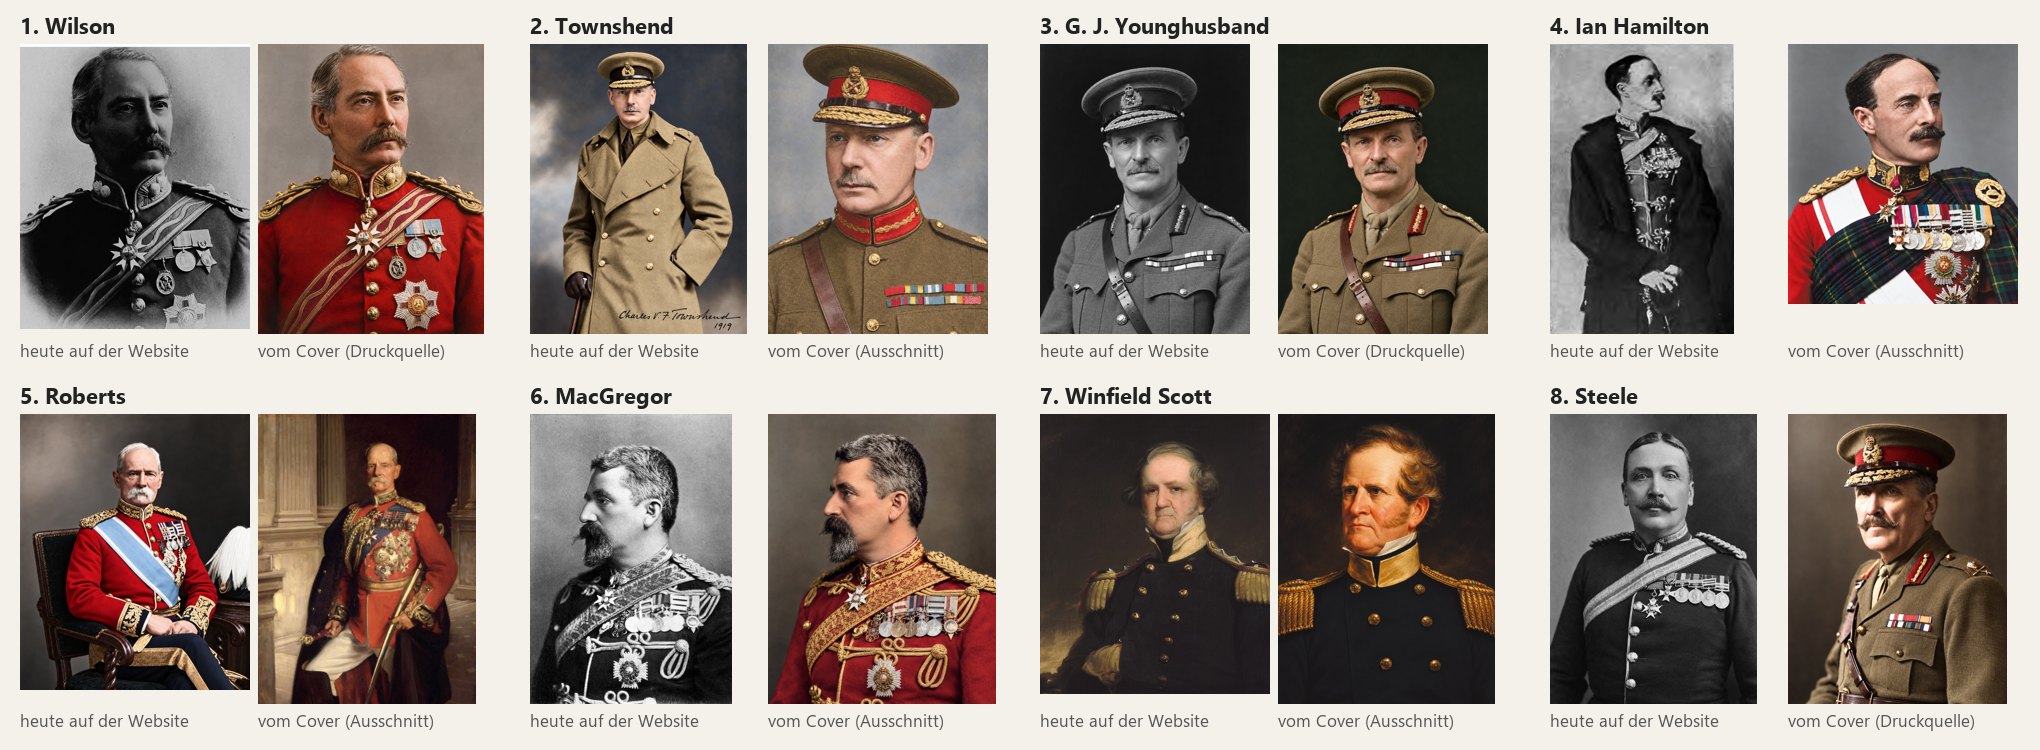 1. Wilson
2. Townshend
3. G. J. Younghusband
4. Ian Hamilton
Charles V. F. Townshend
1919
heute auf der Website
vom Cover (Druckquelle)
heute auf der Website
vom Cover (Ausschnitt)
heute auf der Website
vom Cover (Druckquelle)
heute auf der Website
vom Cover (Ausschnitt)
5. Roberts
6. MacGregor
7. Winfield Scott
8. Steele
heute auf der Website
vom Cover (Ausschnitt)
heute auf der Website
vom Cover (Ausschnitt)
heute auf der Website
vom Cover (Ausschnitt)
heute auf der Website
vom Cover (Druckquelle)